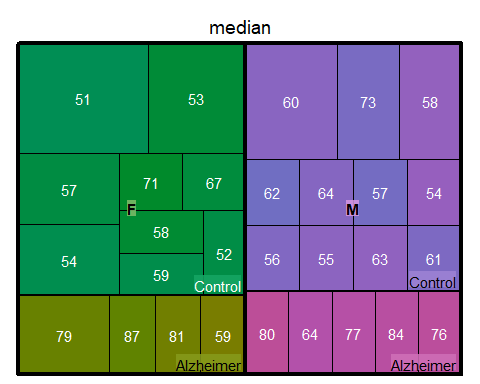 median
51 53
57 71 67
58
54 59 52
F
Control
79 87 81 59
Alzheimer
60 73 58
62 64 57 54
M
56 55 63 61
Control
80 64 77 84 76
Alzheimer